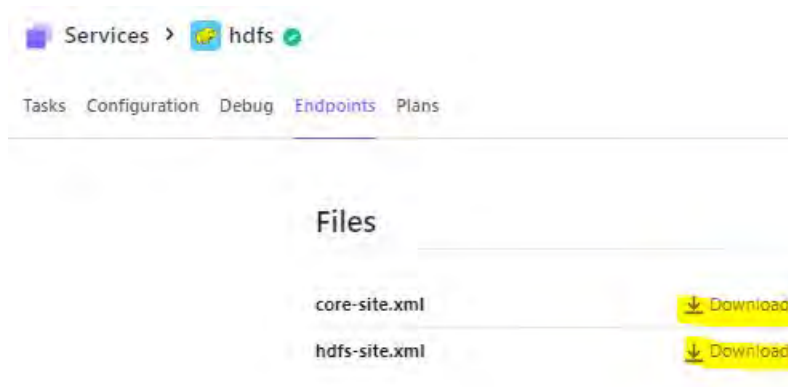 Services > hdfs
Tasks Configuration Debug Endpoints Plans
Files
core-site.xml Download
hdfs-site.xml Download